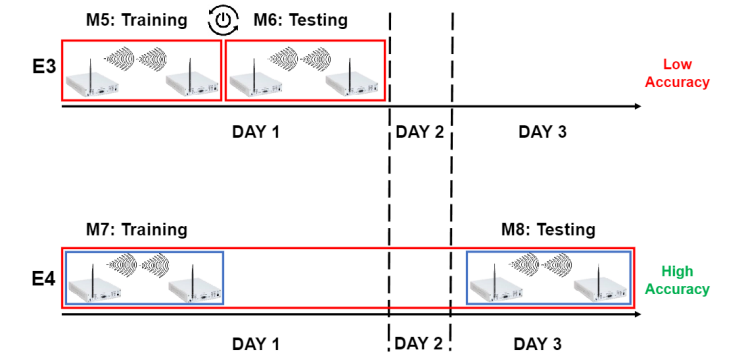 M5: Training M6: Testing
E3
Low
Accuracy
DAY 1 DAY 2 DAY 3
M7: Training M8: Testing
E4
High
Accuracy
DAY 1 DAY 2 DAY 3